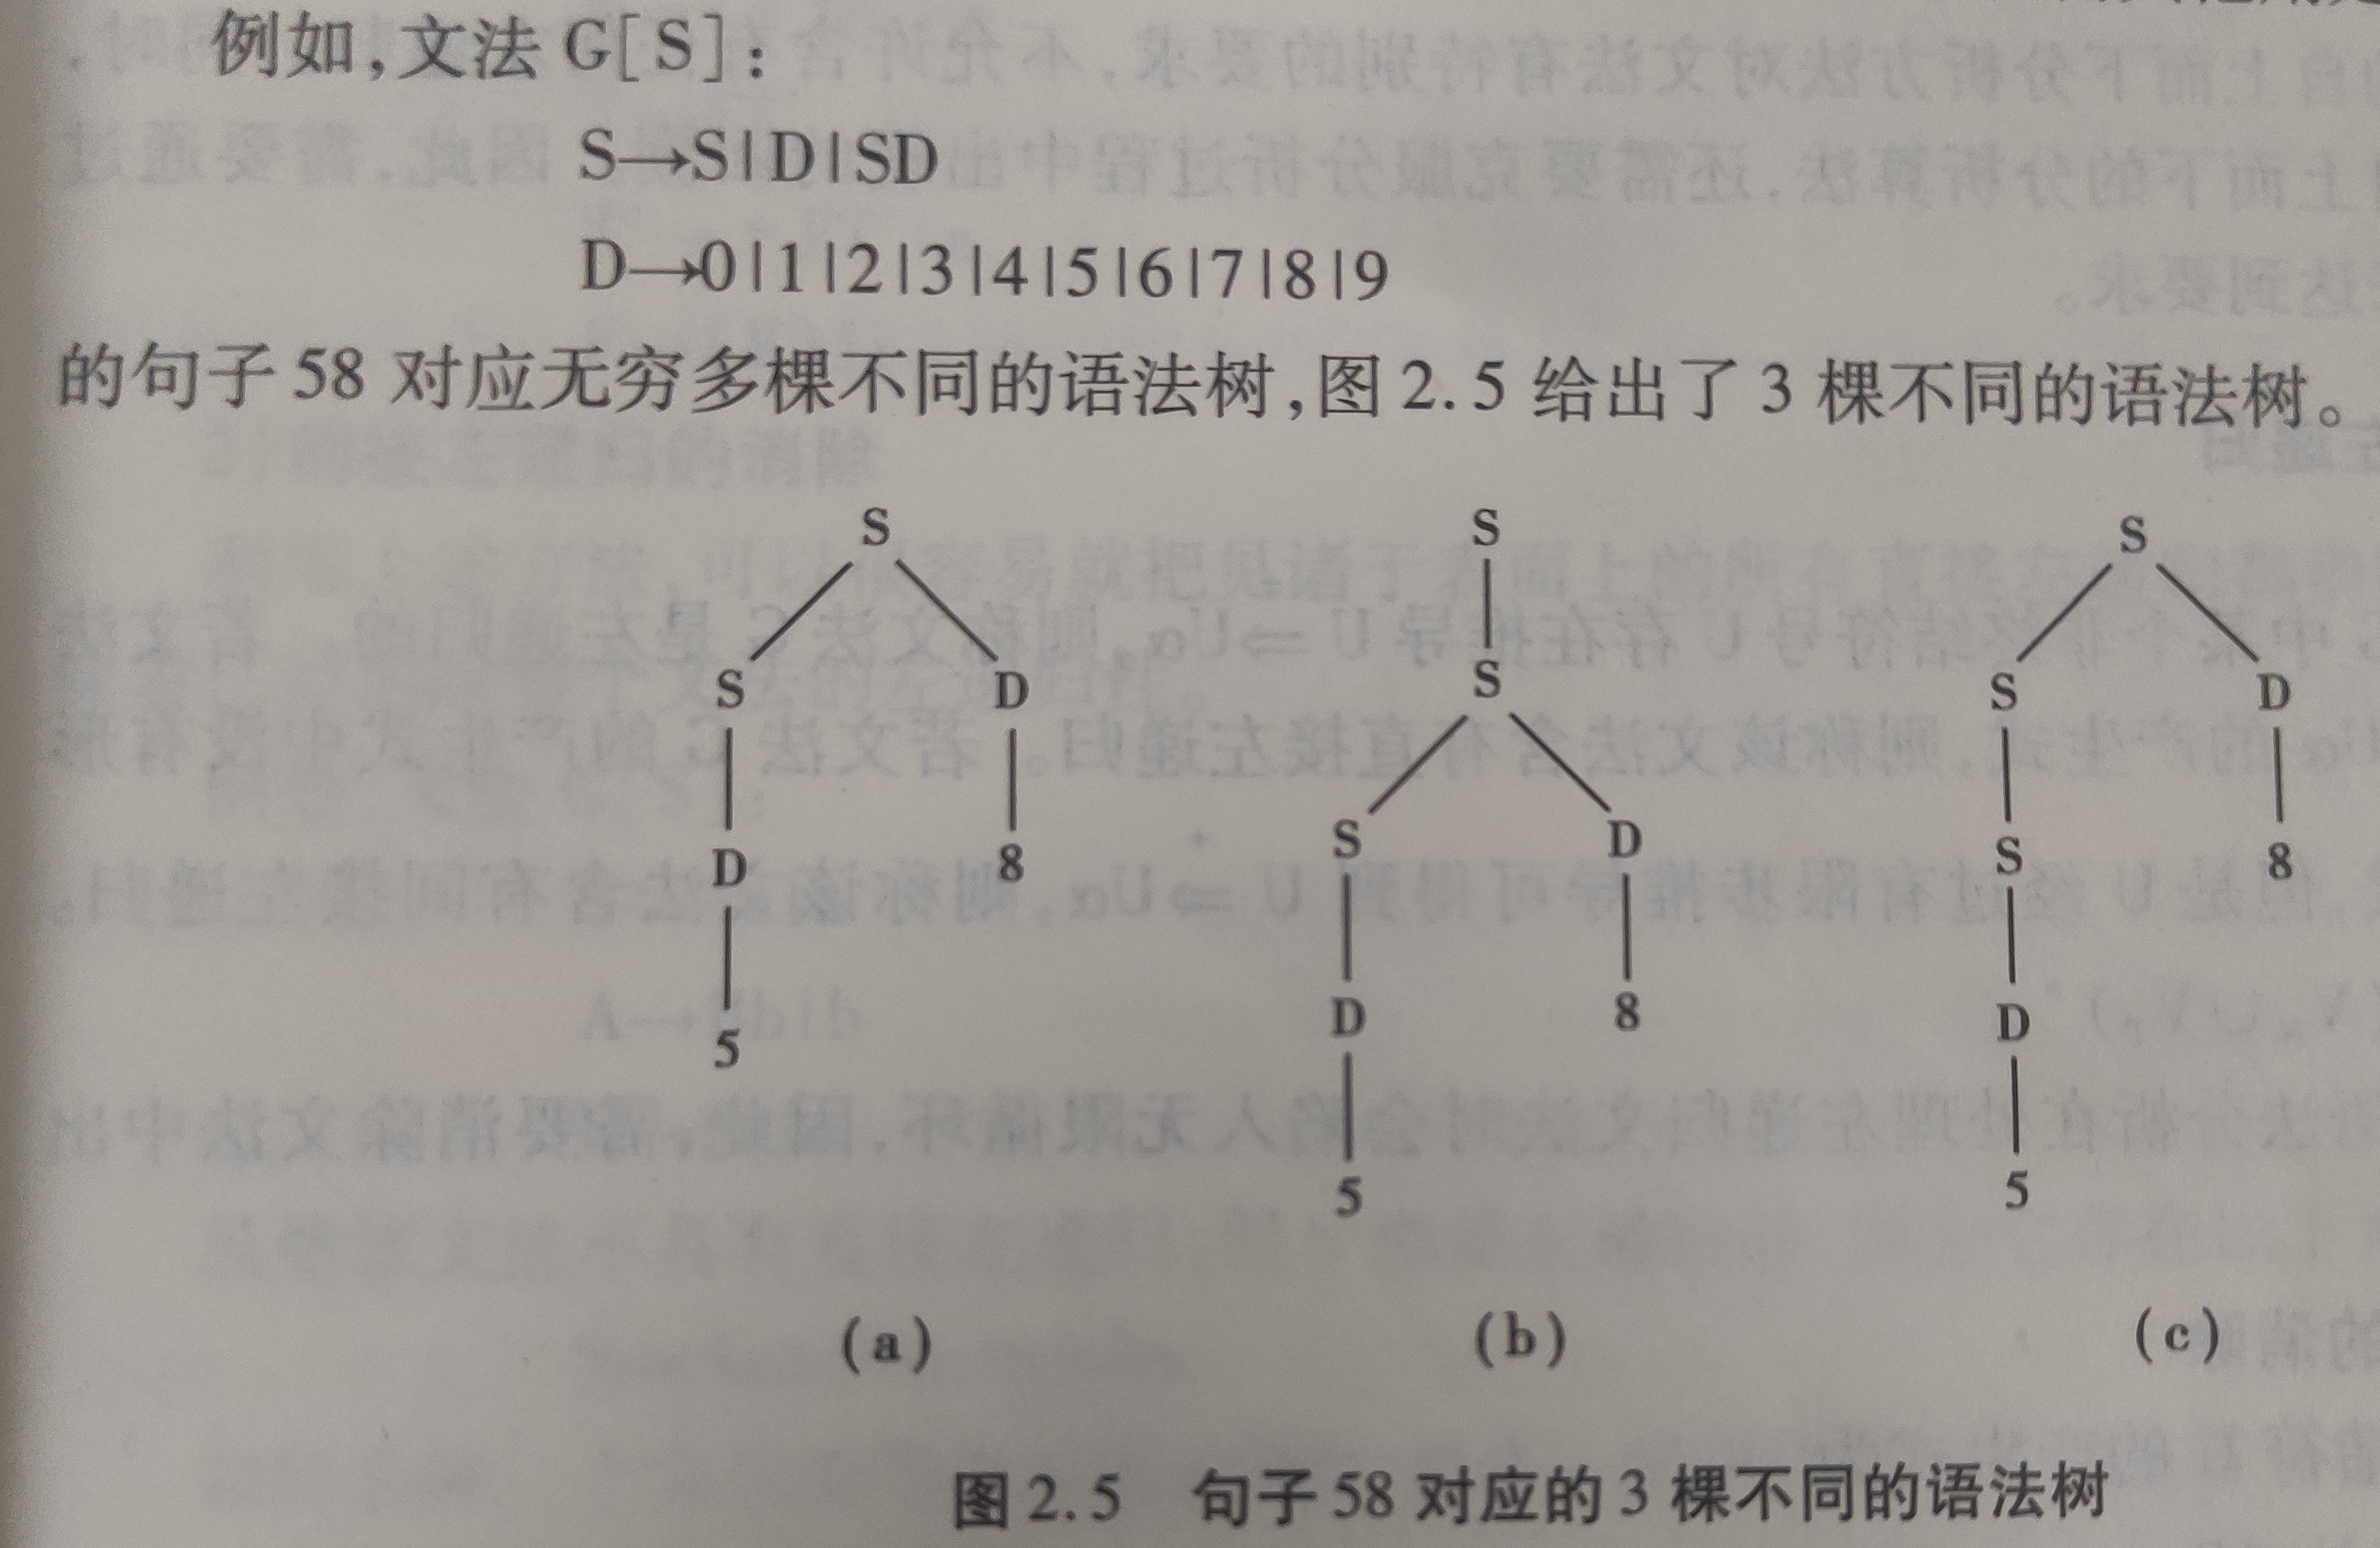 例如,文法 G[S]:
S→S|D|SD
D→0|1|2|3|4|5|6|7|8|9
的句子 58 对应无穷多棵不同的语法树,图 2.5 给出了 3 棵不同的语法树。
S S S
S D S S D
S D
D 8 S 8
D 8 D
5 5 5
(a) (b) (c)
图 2.5 句子 58 对应的 3 棵不同的语法树